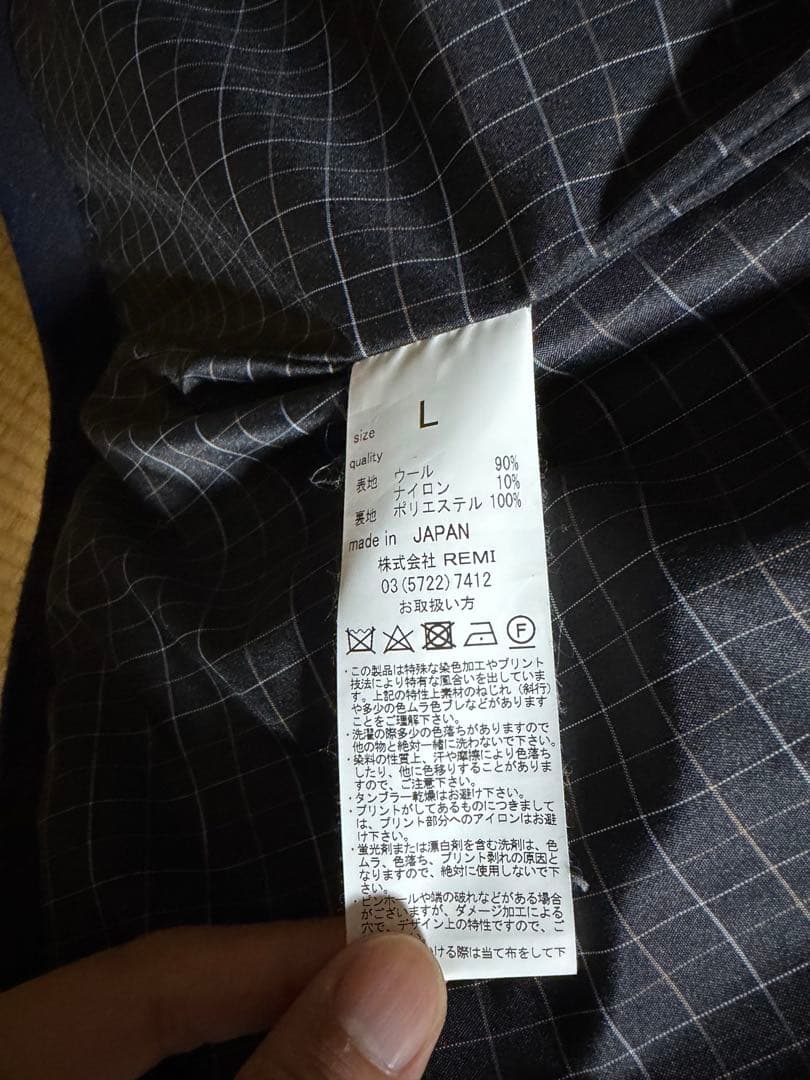 size L
quality
表地 ウール 90%
ナイロン 10%
裏地 ポリエステル 100%
made in JAPAN
株式会社 REMI
03(5722)7412
お取扱い方
F
・この製品は特殊な染色加工やプリント
技法により特有な風合いを出していま
す。上記の特性上素材のねじれ（斜行）
や多少の色ムラ色ブレなどがあります
ことをご理解下さい。
・洗濯の際多少の色落ちがありますので
他の物と絶対一緒に洗わないで下さい。
・染料の性質上、汗や摩擦により色落ち
したり、他に色移りすることがありま
すので、ご注意下さい。
・タンブラー乾燥はお避け下さい。
・プリントがしてあるものにつきまして
は、プリント部分へのアイロンはお避
け下さい。
・蛍光剤または漂白剤を含む洗剤は、色
ムラ、色落ち、プリント剥れの原因と
なりますので、絶対に使用しないで下
さい。
・ピンホールや端の破れなどがある場合
がございますが、ダメージ加工による
穴で、デザイン上の特性ですので、ご
ける際は当て布をして下